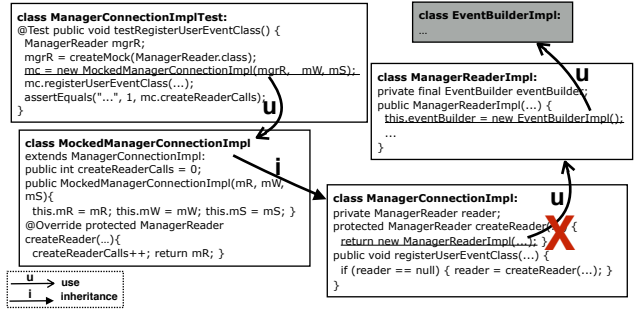 class ManagerConnectionImplTest:
@Test public void testRegisterUserEventClass() {
ManagerReader mgrR;
mgrR = createMock(ManagerReader.class);
mc = new MockedManagerConnectionImpl(mgrR, mW, mS);
mc.registerUserEventClass(...);
assertEquals("...", 1, mc.createReaderCalls);
}
u
class MockedManagerConnectionImpl
extends ManagerConnectionImpl:
public int createReaderCalls = 0;
public MockedManagerConnectionImpl(mR, mW,
mS){
this.mR = mR; this.mW = mW; this.mS = mS; }
@Override protected ManagerReader
createReader(...){
createReaderCalls++; return mR; }
i
class EventBuilderImpl:
...
u
class ManagerReaderImpl:
private final EventBuilder eventBuilder;
public ManagerReaderImpl(...) {
this.eventBuilder = new EventBuilderImpl();
...
}
u
class ManagerConnectionImpl:
private ManagerReader reader;
protected ManagerReader createReader( {
return new ManagerReaderImpl(...); }
X
public void registerUserEventClass(...) {
if (reader == null) { reader = createReader(...); }
}
u use
i inheritance